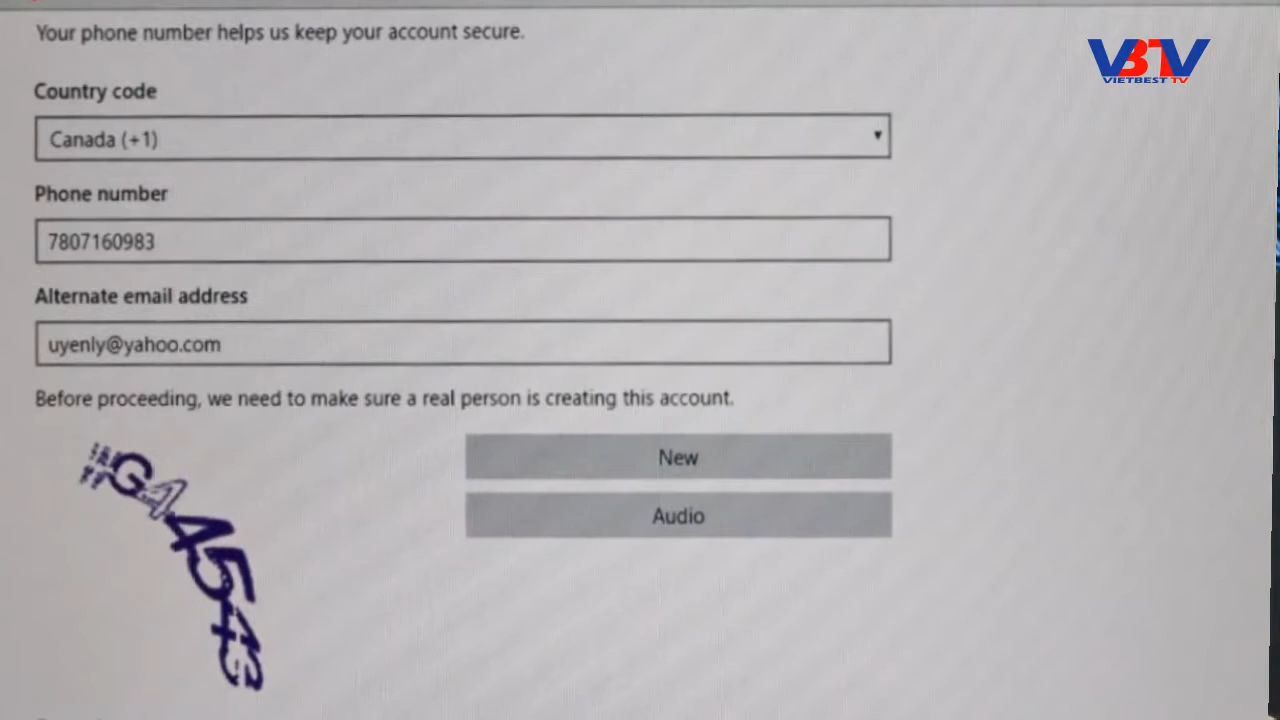 Your phone number helps us keep your account secure.
VBTV
VIETBEST TV
Country code
Canada (+1)
Phone number
7807160983
Alternate email address
uyenly@yahoo.com
Before proceeding, we need to make sure a real person is creating this account.
New
Audio